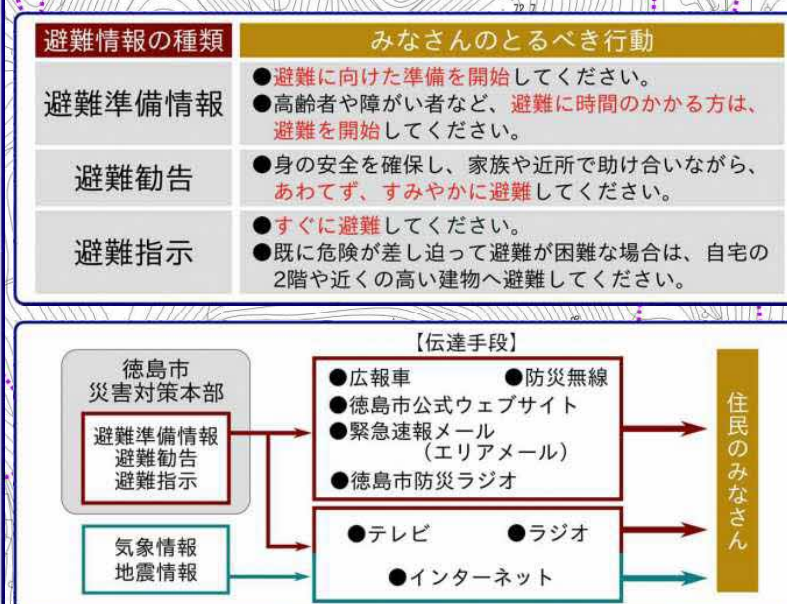 72.7
避難情報の種類 みなさんのとるべき行動
避難準備情報
●避難に向けた準備を開始してください。
●高齢者や障がい者など、避難に時間のかかる方は、
避難を開始してください。
避難勧告
●身の安全を確保し、家族や近所で助け合いながら、
あわてず、すみやかに避難してください。
避難指示
●すぐに避難してください。
●既に危険が差し迫って避難が困難な場合は、自宅の
2階や近くの高い建物へ避難してください。
【伝達手段】
徳島市
災害対策本部
避難準備情報
避難勧告
避難指示
気象情報
地震情報
●広報車 ●防災無線
●徳島市公式ウェブサイト
●緊急速報メール
(エリアメール)
●徳島市防災ラジオ
●テレビ ●ラジオ
●インターネット
住民のみなさん